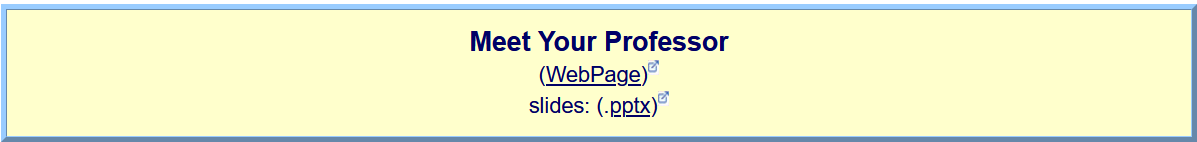 Meet Your Professor
(WebPage)
slides: (.pptx)